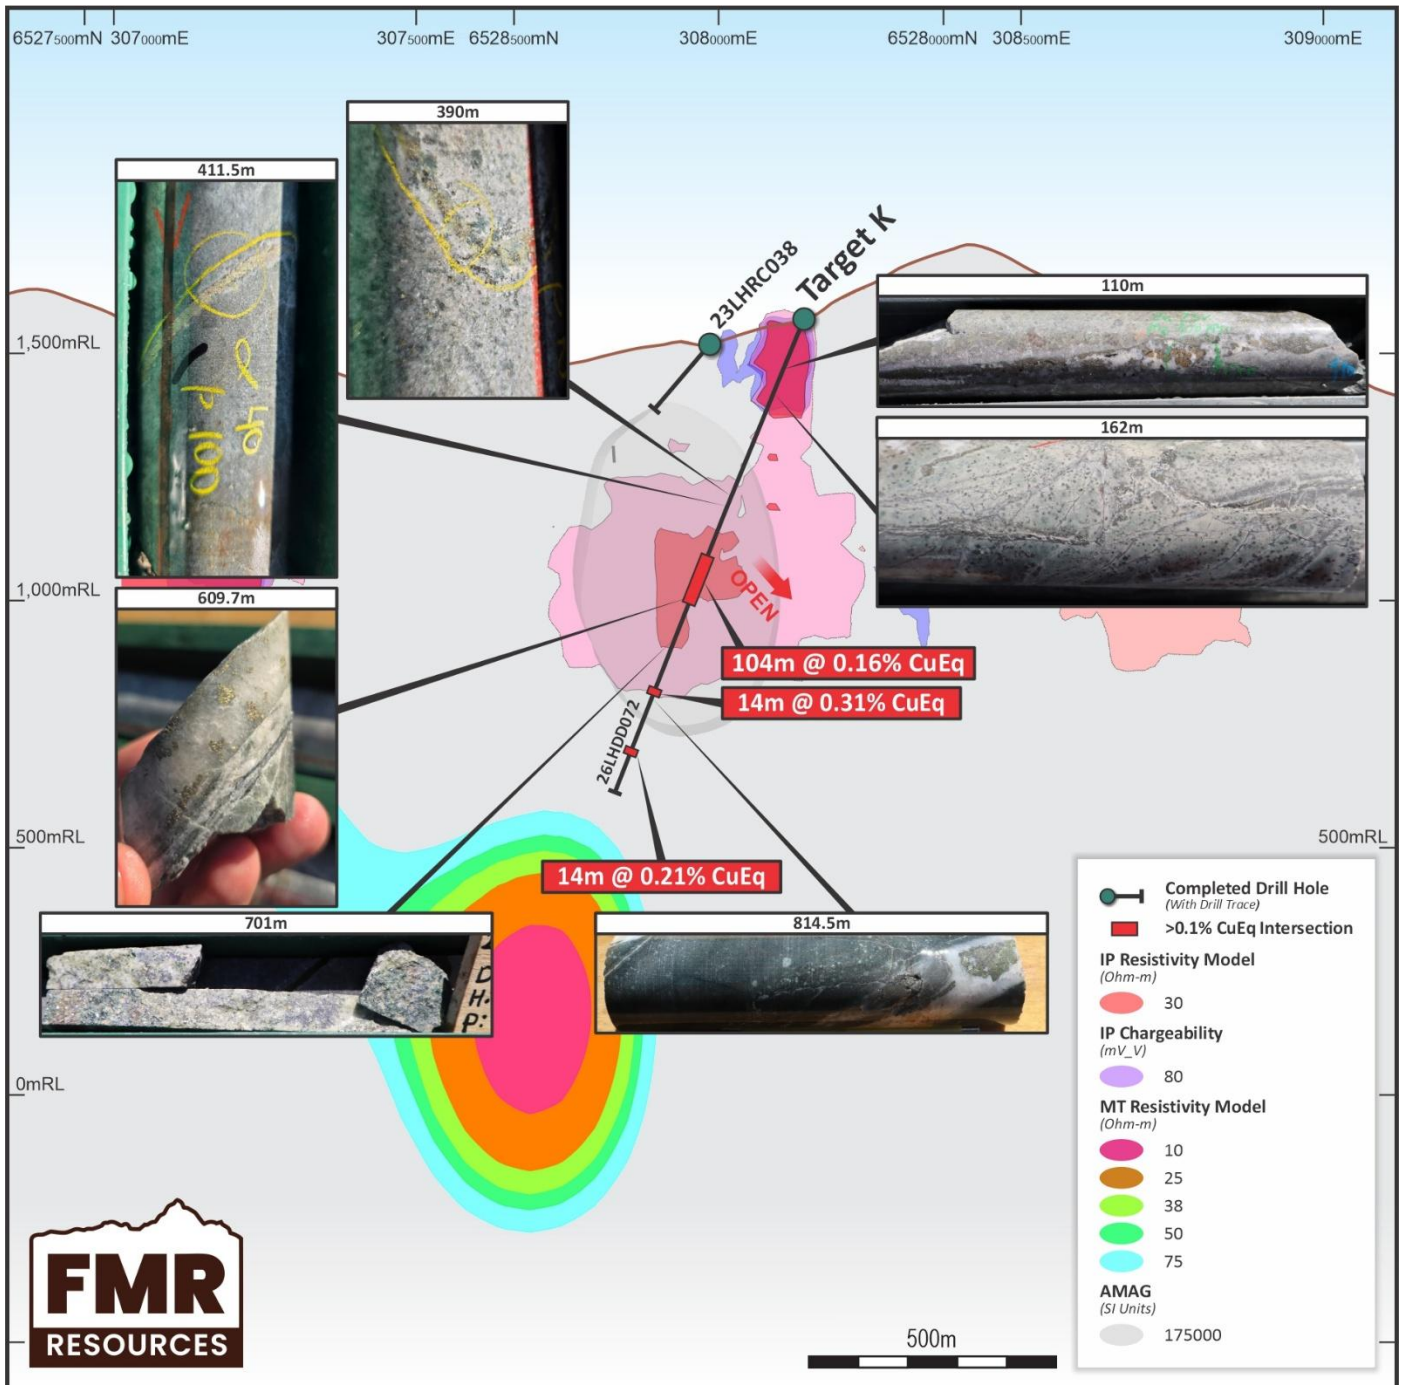 6527500mN 307000mE 307500mE 6528500mN 308000mE 6528000mN 308500mE 309000mE
390m
411.5m
23LHRC038
Target K
110m
1,500mRL
162m
α 40
β 100
1,000mRL
OPEN
609.7m
104m @ 0.16% CuEq
14m @ 0.31% CuEq
26LHDD072
500mRL
500mRL
14m @ 0.21% CuEq
701m
814.5m
D
H.
P:
0mRL
Completed Drill Hole
(With Drill Trace)
>0.1% CuEq Intersection
IP Resistivity Model
(Ohm-m)
30
IP Chargeability
(mV_V)
80
MT Resistivity Model
(Ohm-m)
10
25
38
50
75
AMAG
(SI Units)
175000
FMR
RESOURCES
500m